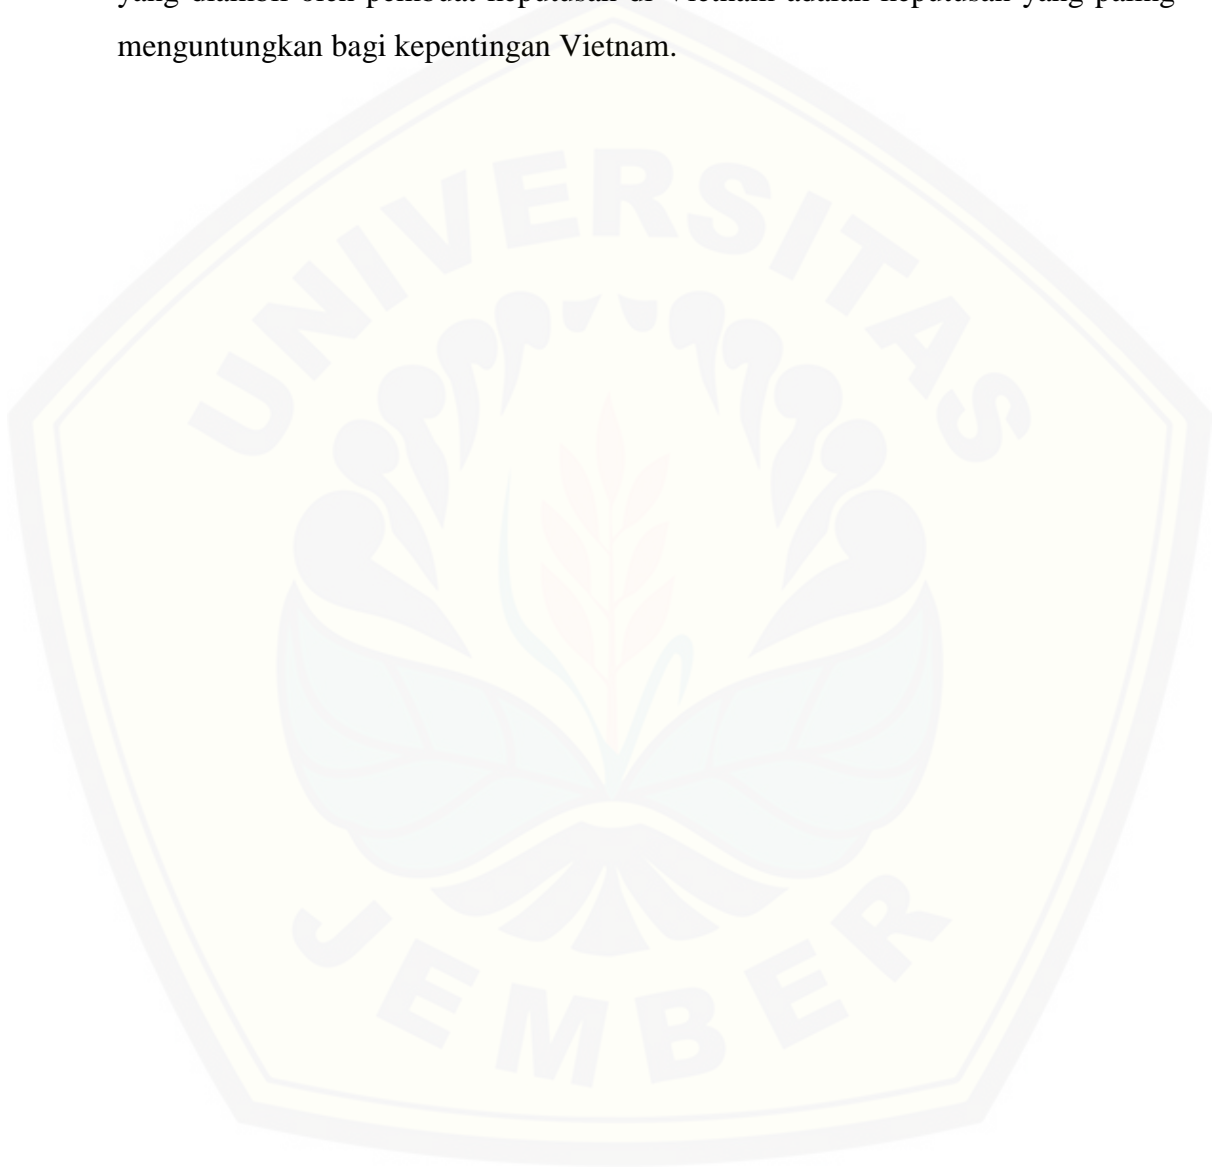 yang diambil oleh pembuat keputusan di Vietnam adalah keputusan yang paling
menguntungkan bagi kepentingan Vietnam.
UNIVERSITAS
JEMBER